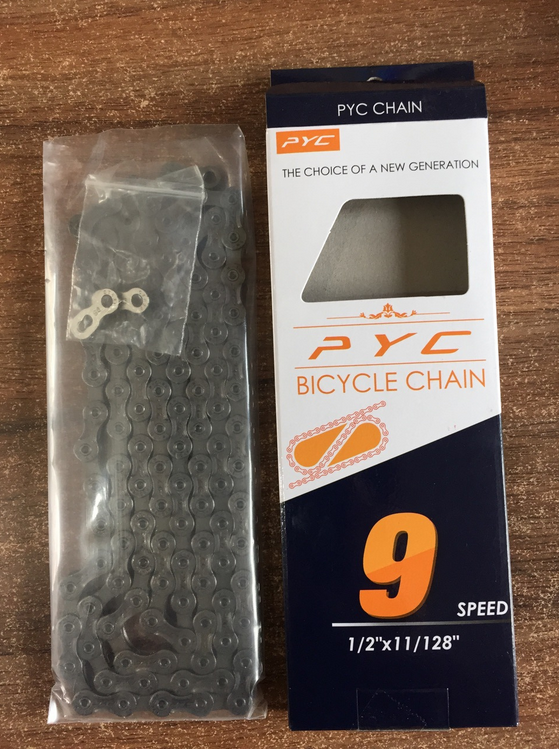 PYC CHAIN
PYC
THE CHOICE OF A NEW GENERATION
PYC
BICYCLE CHAIN
9
SPEED
1/2"x11/128"